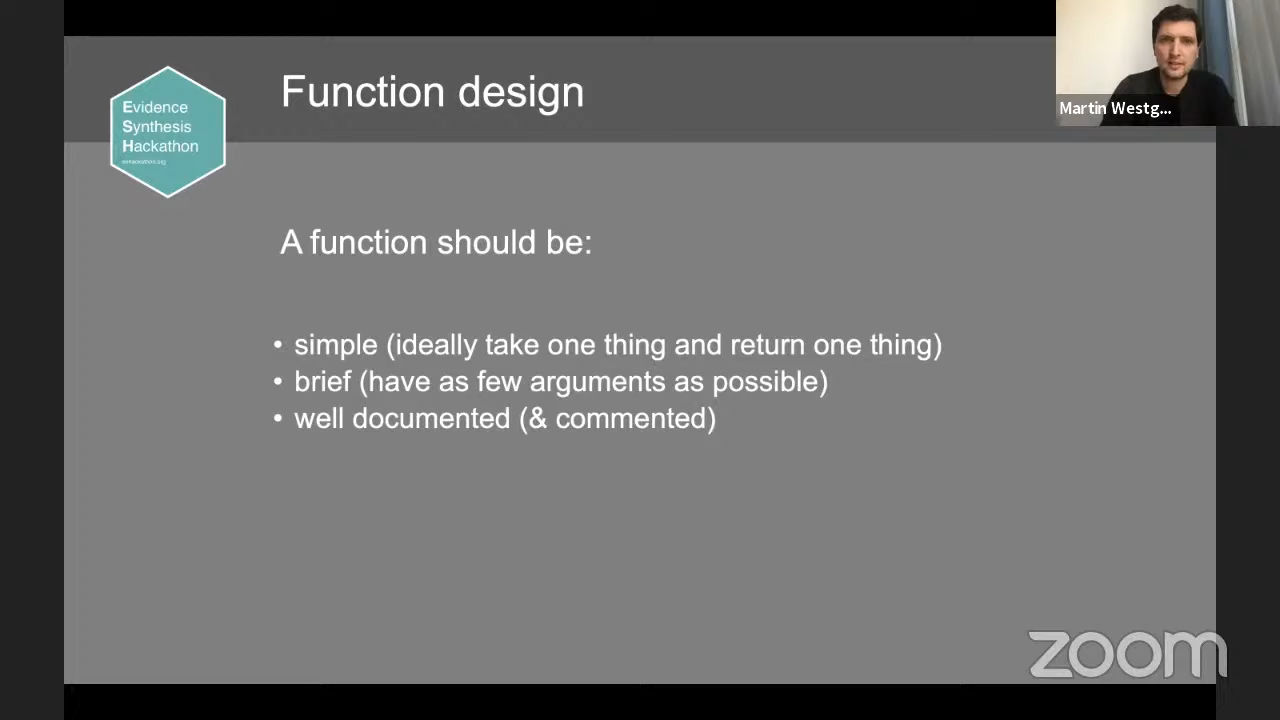 Function design
Evidence
Synthesis
Hackathon
Martin Westg...
A function should be:
• simple (ideally take one thing and return one thing)
• brief (have as few arguments as possible)
• well documented (& commented)
zoom